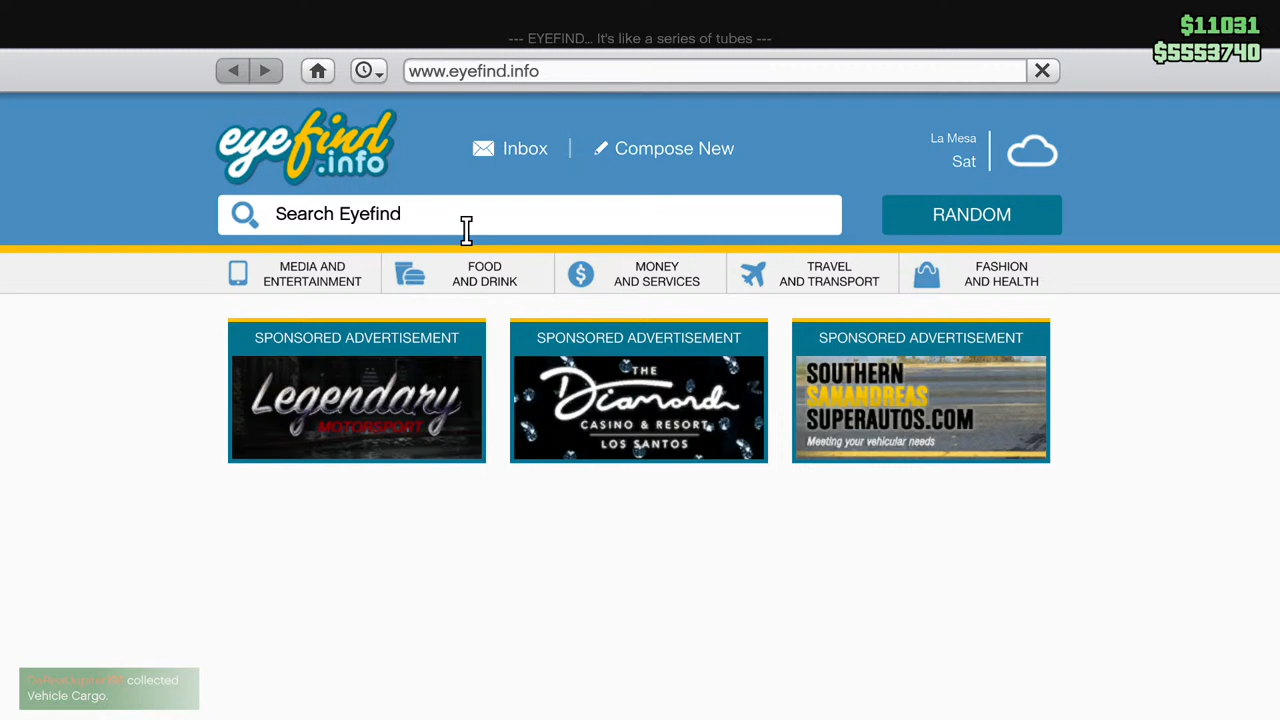 $11031
--- EYEFIND... It's like a series of tubes ---
$5553740
www.eyefind.info
eyefind
.info
Inbox
Compose New
La Mesa
Sat
Search Eyefind
RANDOM
MEDIA AND
ENTERTAINMENT
FOOD
AND DRINK
MONEY
AND SERVICES
TRAVEL
AND TRANSPORT
FASHION
AND HEALTH
SPONSORED ADVERTISEMENT
Legendary
MOTORSPORT
SPONSORED ADVERTISEMENT
THE
Diamond
CASINO & RESORT
LOS SANTOS
SPONSORED ADVERTISEMENT
SOUTHERN
SANANDREAS
SUPERAUTOS.COM
Meeting your vehicular needs
collected
Vehicle Cargo.